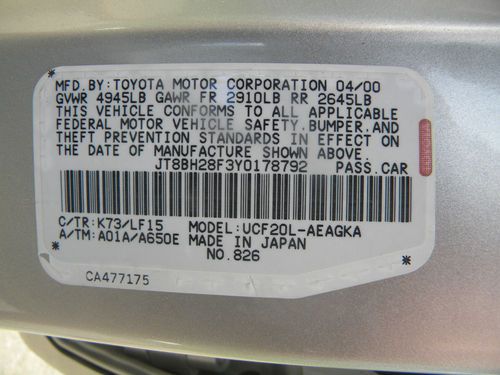 MFD.BY:TOYOTA MOTOR CORPORATION 04/00
GVWR 4945LB GAWR FR 2910LB RR 2645LB
THIS VEHICLE CONFORMS TO ALL APPLICABLE
FEDERAL MOTOR VEHICLE SAFETY.BUMPER,AND
THEFT PREVENTION STANDARDS IN EFFECT ON
THE DATE OF MANUFACTURE SHOWN ABOVE.
JT8BH28F3Y0178792 PASS.CAR
C/TR:K73/LF15 MODEL:UCF20L-AEAGKA
A/TM:A01A/A650E MADE IN JAPAN
NO.826
CA477175